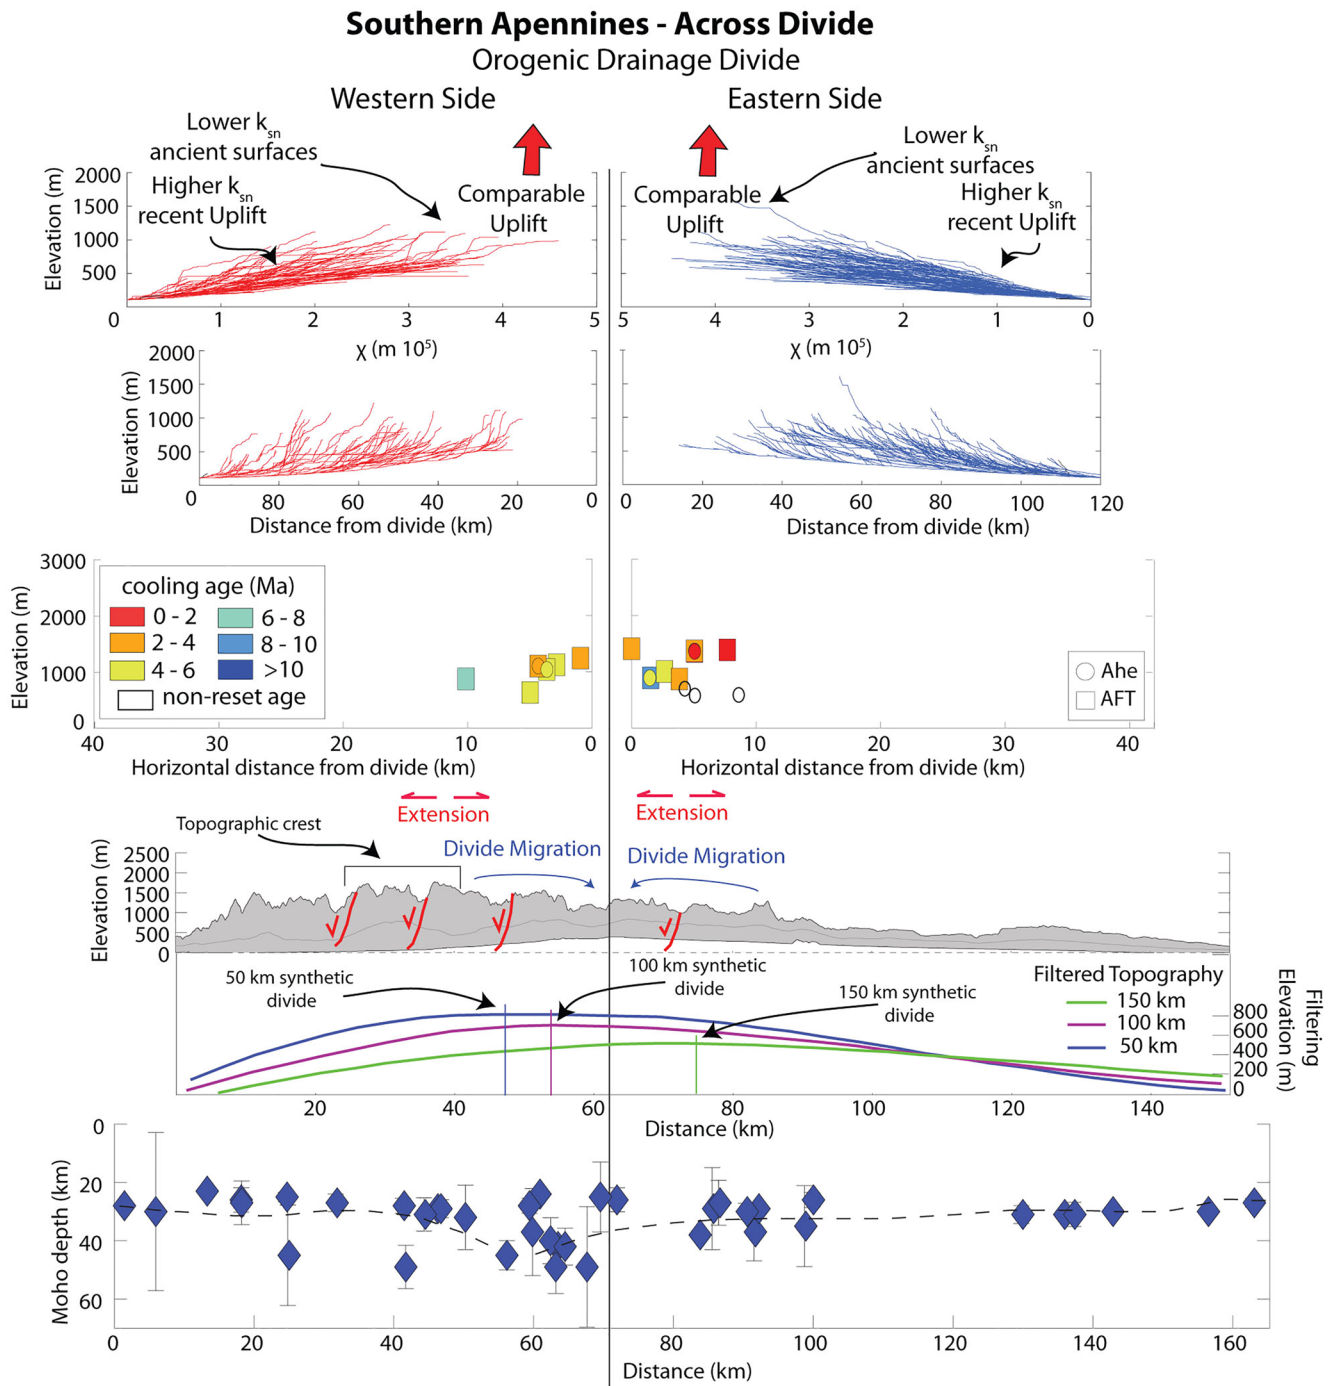 Southern Apennines - Across Divide
Orogenic Drainage Divide
Western Side
Eastern Side
Lower ksn
ancient surfaces
Higher ksn
recent Uplift
Comparable
Uplift
Comparable
Uplift
Lower ksn
ancient surfaces
Higher ksn
recent Uplift
Elevation (m)
2000
1500
1000
500
0 1 2 3 4 5
χ (m 10⁵)
5 4 3 2 1 0
χ (m 10⁵)
Elevation (m)
2000
1500
1000
500
0
80 60 40 20 0
Distance from divide (km)
0 20 40 60 80 100 120
Distance from divide (km)
Elevation (m)
3000
2000
1000
0
cooling age (Ma)
0 - 2
6 - 8
2 - 4
8 - 10
4 - 6
>10
non-reset age
Ahe
AFT
40 30 20 10 0
Horizontal distance from divide (km)
0 10 20 30 40
Horizontal distance from divide (km)
Extension
Extension
Topographic crest
Divide Migration
Divide Migration
Elevation (m)
2500
2000
1500
1000
500
0
50 km synthetic
divide
100 km synthetic
divide
150 km synthetic
divide
Filtered Topography
150 km
100 km
50 km
800
600
400
200
0
Filtering
Elevation (m)
20 40 60 80 100 120 140
Distance (km)
Moho depth (km)
0
20
40
60
0 20 40 60 80 100 120 140 160
Distance (km)